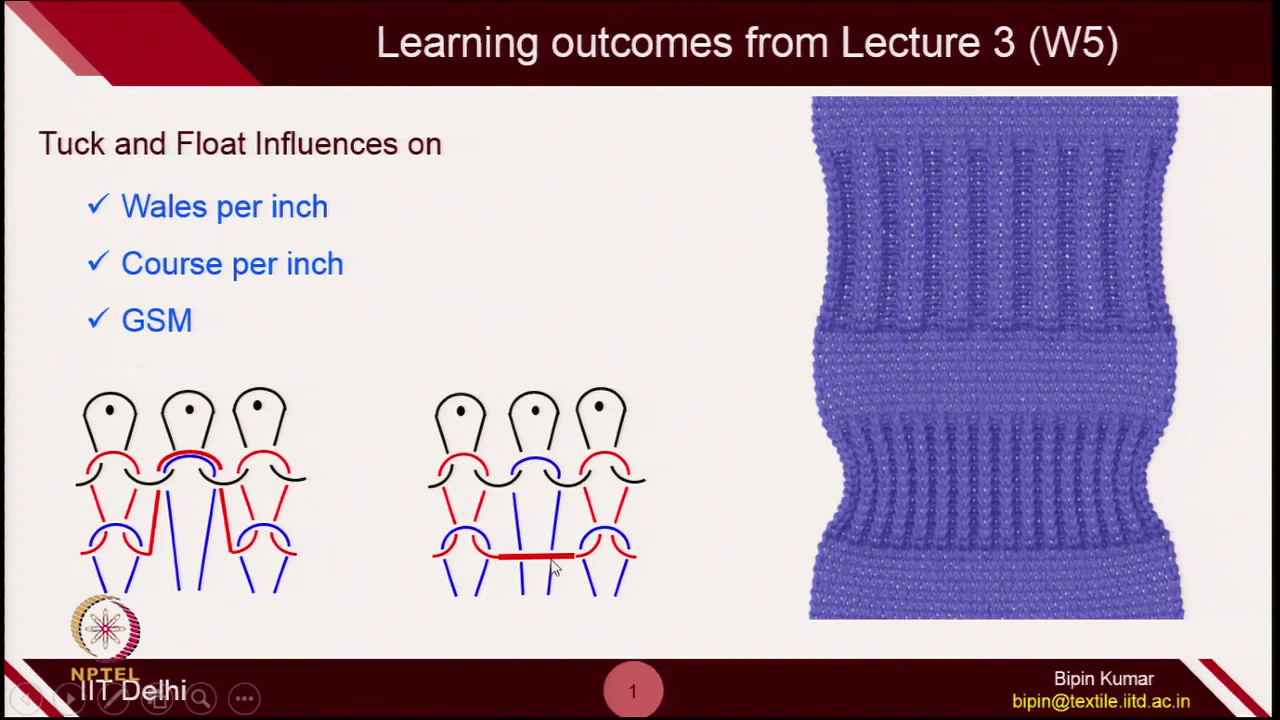 Learning outcomes from Lecture 3 (W5)
Tuck and Float Influences on
✓ Wales per inch
✓ Course per inch
✓ GSM
NPTEL
IIT Delhi
1
Bipin Kumar
bipin@textile.iitd.ac.in